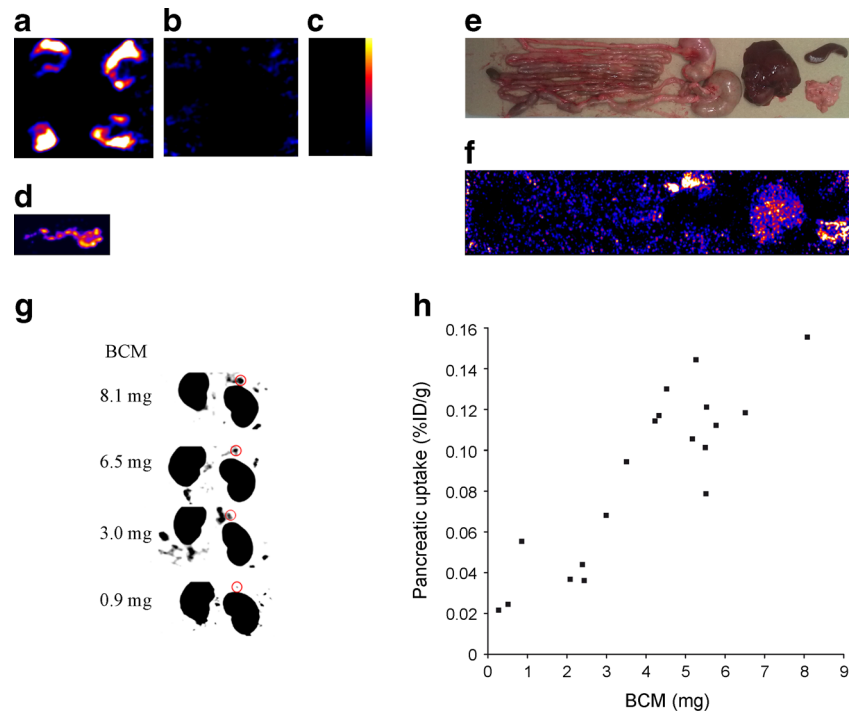 a
b
c
d
e
f
g
BCM
8.1 mg
6.5 mg
3.0 mg
0.9 mg
h
Pancreatic uptake (%ID/g)
0.16
0.14
0.12
0.10
0.08
0.06
0.04
0.02
0
0 1 2 3 4 5 6 7 8 9
BCM (mg)